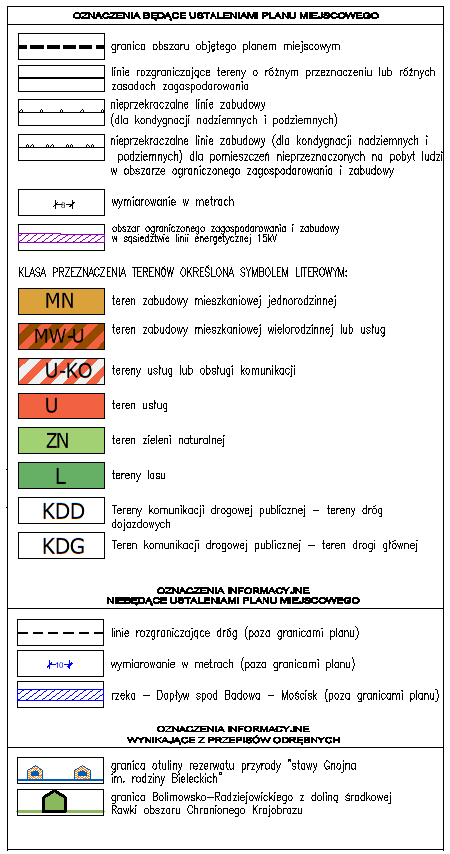 OZNACZENIA BĘDĄCE USTALENIAMI PLANU MIEJSCOWEGO
granica obszaru objętego planem miejscowym
linie rozgraniczające tereny o różnym przeznaczeniu lub różnych
zasadach zagospodarowania
nieprzekraczalne linie zabudowy
(dla kondygnacji nadziemnych i podziemnych)
nieprzekraczalne linie zabudowy (dla kondygnacji nadziemnych i
podziemnych) dla pomieszczeń nieprzeznaczonych na pobyt ludzi
w obszarze ograniczonego zagospodarowania i zabudowy
wymiarowanie w metrach
obszar ograniczonego zagospodarowania i zabudowy
w sąsiedztwie linii energetycznej 15kV
KLASA PRZEZNACZENIA TERENÓW OKREŚLONA SYMBOLEM LITEROWYM:
MN teren zabudowy mieszkaniowej jednorodzinnej
MW-U teren zabudowy mieszkaniowej wielorodzinnej lub usług
U-KO tereny usług lub obsługi komunikacji
U teren usług
ZN teren zieleni naturalnej
L tereny lasu
KDD Tereny komunikacji drogowej publicznej – tereny dróg
dojazdowych
KDG Teren komunikacji drogowej publicznej – teren drogi głównej
OZNACZENIA INFORMACYJNE
NIEBĘDĄCE USTALENIAMI PLANU MIEJSCOWEGO
linie rozgraniczające dróg (poza granicami planu)
10 wymiarowanie w metrach (poza granicami planu)
rzeka – Dopływ spod Badowa – Mościsk (poza granicami planu)
OZNACZENIA INFORMACYJNE
WYNIKAJĄCE Z PRZEPISÓW ODRĘBNYCH
granica otuliny rezerwatu przyrody "stawy Gnojna
im. rodziny Bieleckich"
granica Bolimowsko–Radziejowickiego z doliną środkowej
Rawki obszaru Chronionego Krajobrazu